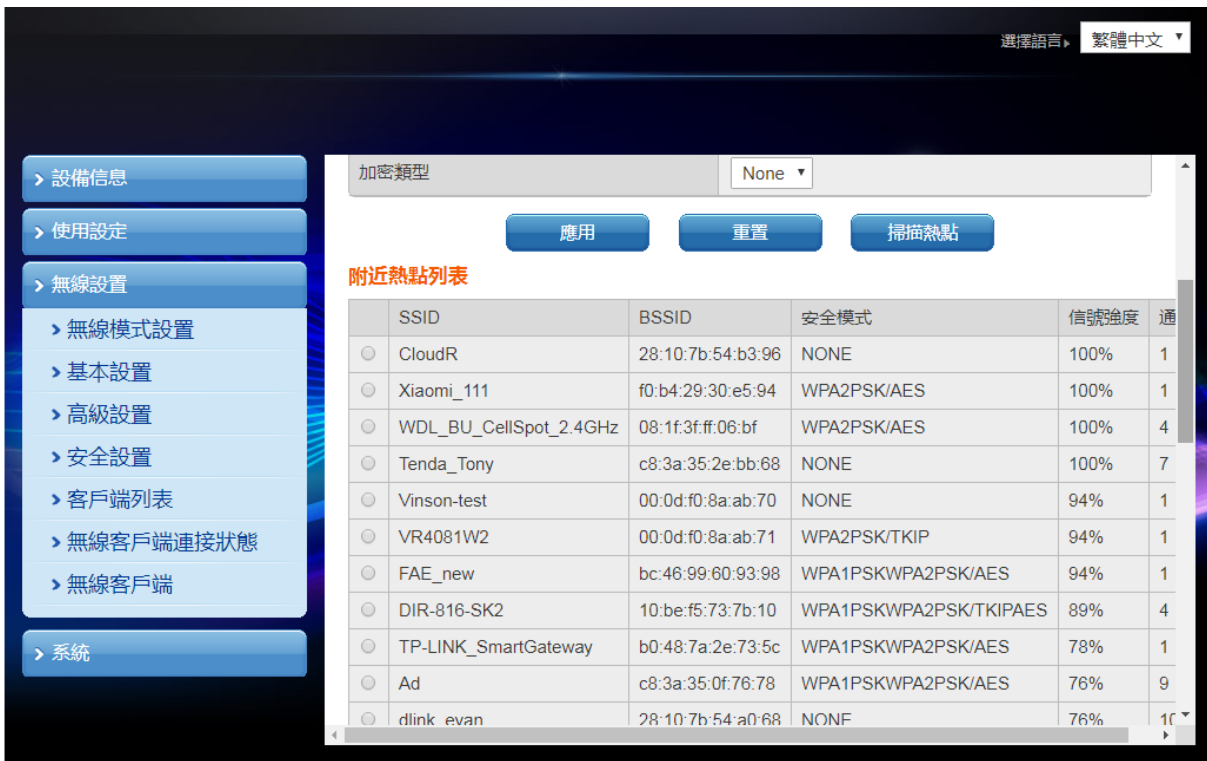 選擇語言 繁體中文
設備信息
使用設定
無線設置
無線模式設置
基本設置
高級設置
安全設置
客戶端列表
無線客戶端連接狀態
無線客戶端
系統
加密類型 None
應用 重置 掃描熱點
附近熱點列表
SSID BSSID 安全模式 信號強度 通
CloudR 28:10:7b:54:b3:96 NONE 100% 1
Xiaomi_111 f0:b4:29:30:e5:94 WPA2PSK/AES 100% 1
WDL_BU_CellSpot_2.4GHz 08:1f:3f:ff:06:bf WPA2PSK/AES 100% 4
Tenda_Tony c8:3a:35:2e:bb:68 NONE 100% 7
Vinson-test 00:0d:f0:8a:ab:70 NONE 94% 1
VR4081W2 00:0d:f0:8a:ab:71 WPA2PSK/TKIP 94% 1
FAE_new bc:46:99:60:93:98 WPA1PSKWPA2PSK/AES 94% 1
DIR-816-SK2 10:be:f5:73:7b:10 WPA1PSKWPA2PSK/TKIPAES 89% 4
TP-LINK_SmartGateway b0:48:7a:2e:73:5c WPA1PSKWPA2PSK/AES 78% 1
Ad c8:3a:35:0f:76:78 WPA1PSKWPA2PSK/AES 76% 9
dlink_evan 28:10:7b:54:a0:68 NONE 76% 10